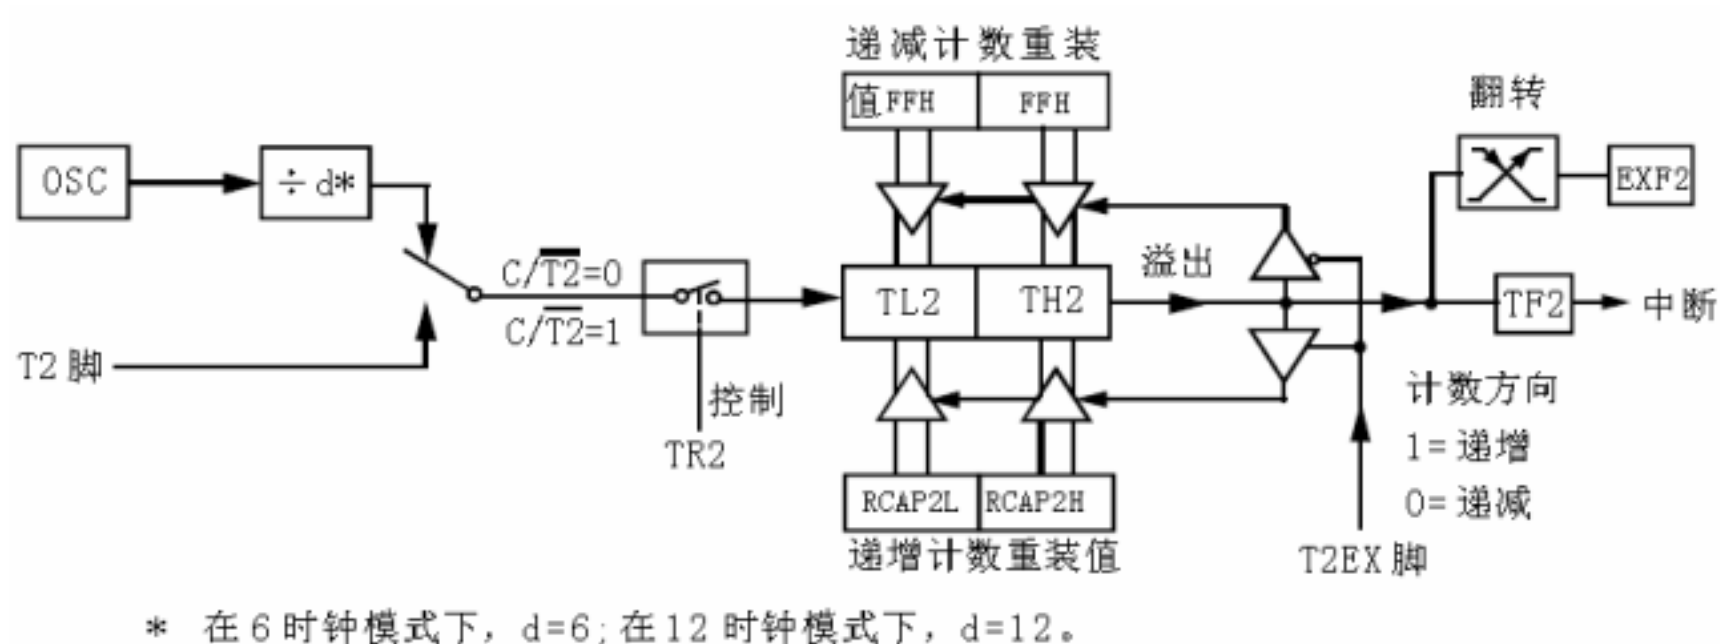 递减计数重装
值FFH FFH
翻转
OSC
÷ d*
EXF2
C/T2=0
C/T2=1
溢出
TL2
TH2
TF2
中断
T2 脚
控制
TR2
计数方向
1=递增
0=递减
RCAP2L
RCAP2H
递增计数重装值
T2EX 脚
* 在 6 时钟模式下，d=6;在 12 时钟模式下，d=12。